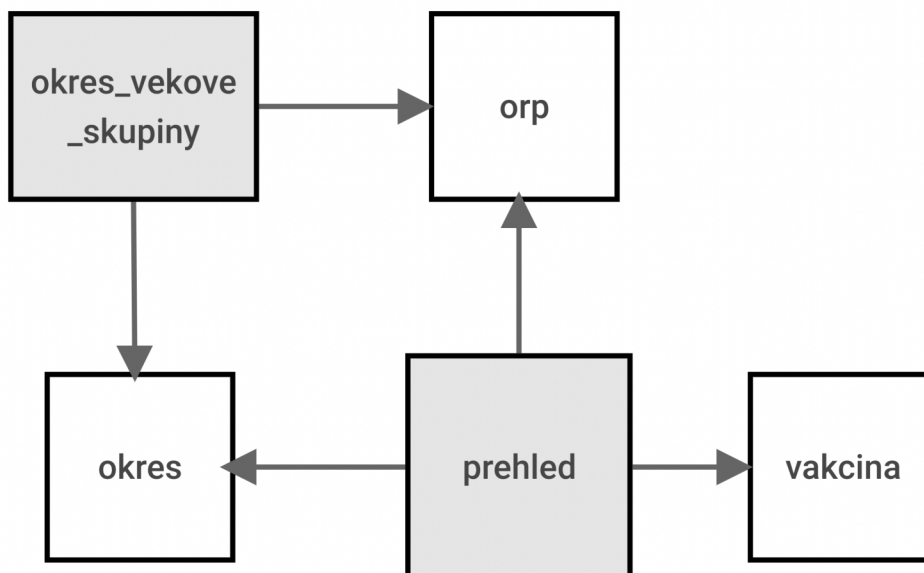 okres_vekove
_skupiny
orp
okres
prehled
vakcina